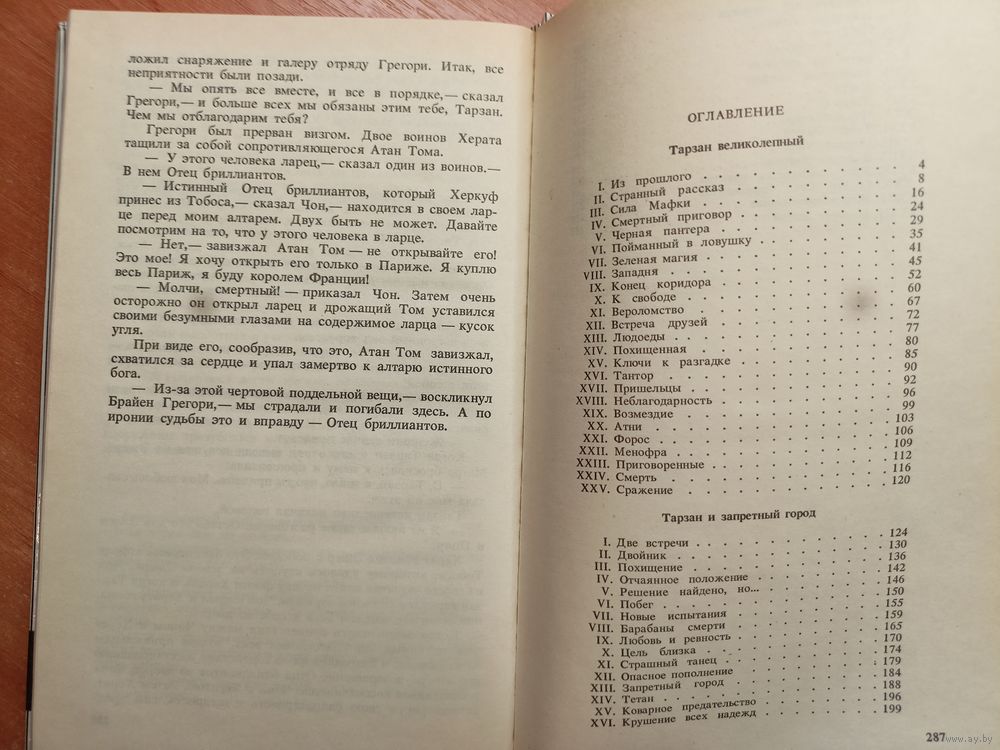 ложил снаряжение и галеру отряду Грегори. Итак, все
неприятности были позади.
— Мы опять все вместе, и все в порядке,— сказал
Грегори,— и больше всех мы обязаны этим тебе, Тарзан.
Чем мы отблагодарим тебя?
Грегори был прерван визгом. Двое воинов Херата
тащили за собой сопротивляющегося Атан Тома.
— У этого человека ларец,— сказал один из воинов.—
В нем Отец бриллиантов.
— Истинный Отец бриллиантов, который Херкуф
принес из Тобоса,— сказал Чон,— находится в своем лар-
це перед моим алтарем. Двух быть не может. Давайте
посмотрим на то, что у этого человека в ларце.
— Нет,— завизжал Атан Том — не открывайте его!
Это мое! Я хочу открыть его только в Париже. Я куплю
весь Париж, я буду королем Франции!
— Молчи, смертный! — приказал Чон. Затем очень
осторожно он открыл ларец и дрожащий Том уставился
своими безумными глазами на содержимое ларца — кусок
угля.
При виде его, сообразив, что это, Атан Том завизжал,
схватился за сердце и упал замертво к алтарю истинного
бога.
— Из-за этой чертовой поддельной вещи,— воскликнул
Брайен Грегори,— мы страдали и погибали здесь. А по
иронии судьбы это и вправду — Отец бриллиантов.
ОГЛАВЛЕНИЕ
Тарзан великолепный
I. Из прошлого . . . . . . . . . . 4
II. Странный рассказ . . . . . . . . . . 8
III. Сила Мафки . . . . . . . . . . 16
IV. Смертный приговор . . . . . . . . . . 24
V. Черная пантера . . . . . . . . . . 29
VI. Пойманный в ловушку . . . . . . . . . . 35
VII. Зеленая магия . . . . . . . . . . 41
VIII. Западня . . . . . . . . . . 45
IX. Конец коридора . . . . . . . . . . 52
X. К свободе . . . . . . . . . . 60
XI. Вероломство . . . . . . . . . . 67
XII. Встреча друзей . . . . . . . . . . 72
XIII. Людоеды . . . . . . . . . . 77
XIV. Похищенная . . . . . . . . . . 80
XV. Ключи к разгадке . . . . . . . . . . 85
XVI. Тантор . . . . . . . . . . 90
XVII. Пришельцы . . . . . . . . . . 92
XVIII. Неблагодарность . . . . . . . . . . 96
XIX. Возмездие . . . . . . . . . . 99
XX. Атни . . . . . . . . . . 103
XXI. Форос . . . . . . . . . . 106
XXII. Менофра . . . . . . . . . . 109
XXIII. Приговоренные . . . . . . . . . . 112
XXIV. Смерть . . . . . . . . . . 116
XXV. Сражение . . . . . . . . . . 120
Тарзан и запретный город
I. Две встречи . . . . . . . . . . 124
II. Двойник . . . . . . . . . . 130
III. Похищение . . . . . . . . . . 136
IV. Отчаянное положение . . . . . . . . . . 142
V. Решение найдено, но... . . . . . . . . . . 146
VI. Побег . . . . . . . . . . 150
VII. Новые испытания . . . . . . . . . . 155
VIII. Барабаны смерти . . . . . . . . . . 159
IX. Любовь и ревность . . . . . . . . . . 165
X. Цель близка . . . . . . . . . . 170
XI. Страшный танец . . . . . . . . . . 174
XII. Опасное пополнение . . . . . . . . . . 179
XIII. Запретный город . . . . . . . . . . 184
XIV. Тетан . . . . . . . . . . 188
XV. Коварное предательство . . . . . . . . . . 196
XVI. Крушение всех надежд . . . . . . . . . . 199
287
www.ay.by